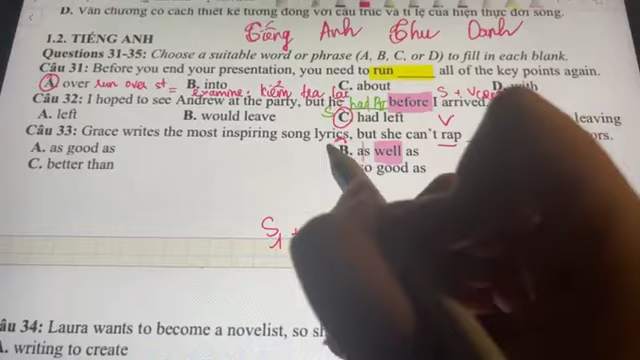 D. Văn chương có cách thiết kế tương đồng với cấu trúc và tỉ lệ của hiện thực đời sống.
1.2. TIẾNG ANH Tiếng Anh Thu Oanh
Questions 31-35: Choose a suitable word or phrase (A, B, C, or D) to fill in each blank.
Câu 31: Before you end your presentation, you need to run ______ all of the key points again.
A. over run over st = B. into C. about D. with
examine: kiểm tra lại S + V
Câu 32: I hoped to see Andrew at the party, but he had PII before I arrived.
A. left B. would leave C. had left leaving
S V
Câu 33: Grace writes the most inspiring song lyrics, but she can't rap ors.
A. as good as B. as well as
C. better than so good as
S1 +
âu 34: Laura wants to become a novelist, so sh
A. writing to create